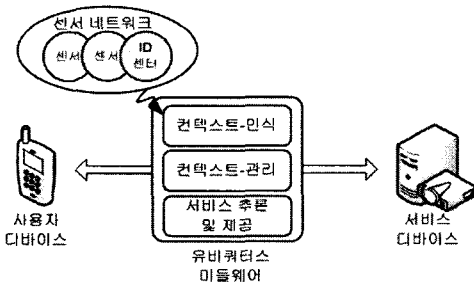 센서 네트워크
센서
센서
ID
센터
컨텍스트-인식
컨텍스트-관리
서비스 추론
및 제공
사용자
디바이스
서비스
디바이스
유비쿼터스
미들웨어